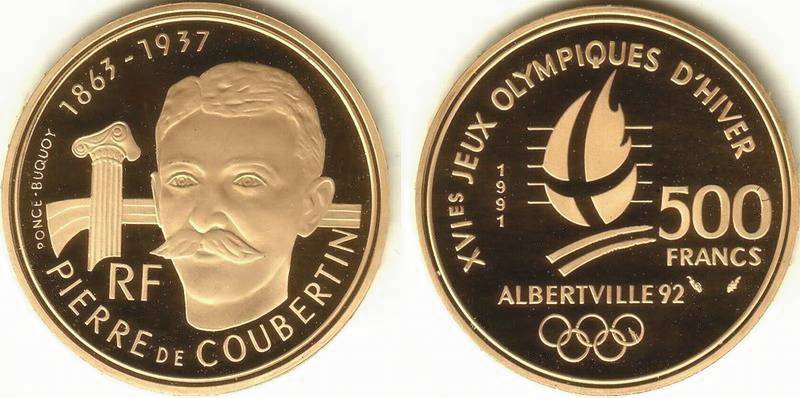 1863-1937
PONCE-BUQUOY
RF
PIERRE DE COUBERTIN
XVIES JEUX OLYMPIQUES D'HIVER
1991
500
FRANCS
ALBERTVILLE 92